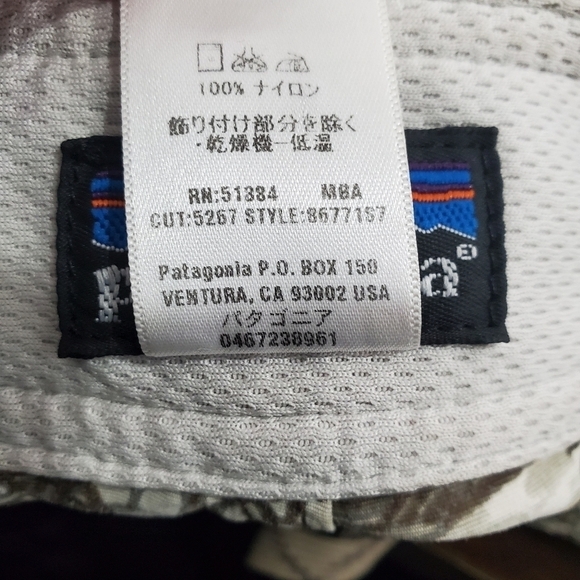 100% ナイロン
飾り付け部分を除く
・乾燥機一低温
RN:51884 MBA
CUT:5267 STYLE:8677157
Patagonia P.O. BOX 150
VENTURA, CA 93002 USA
パタゴニア
0467238961